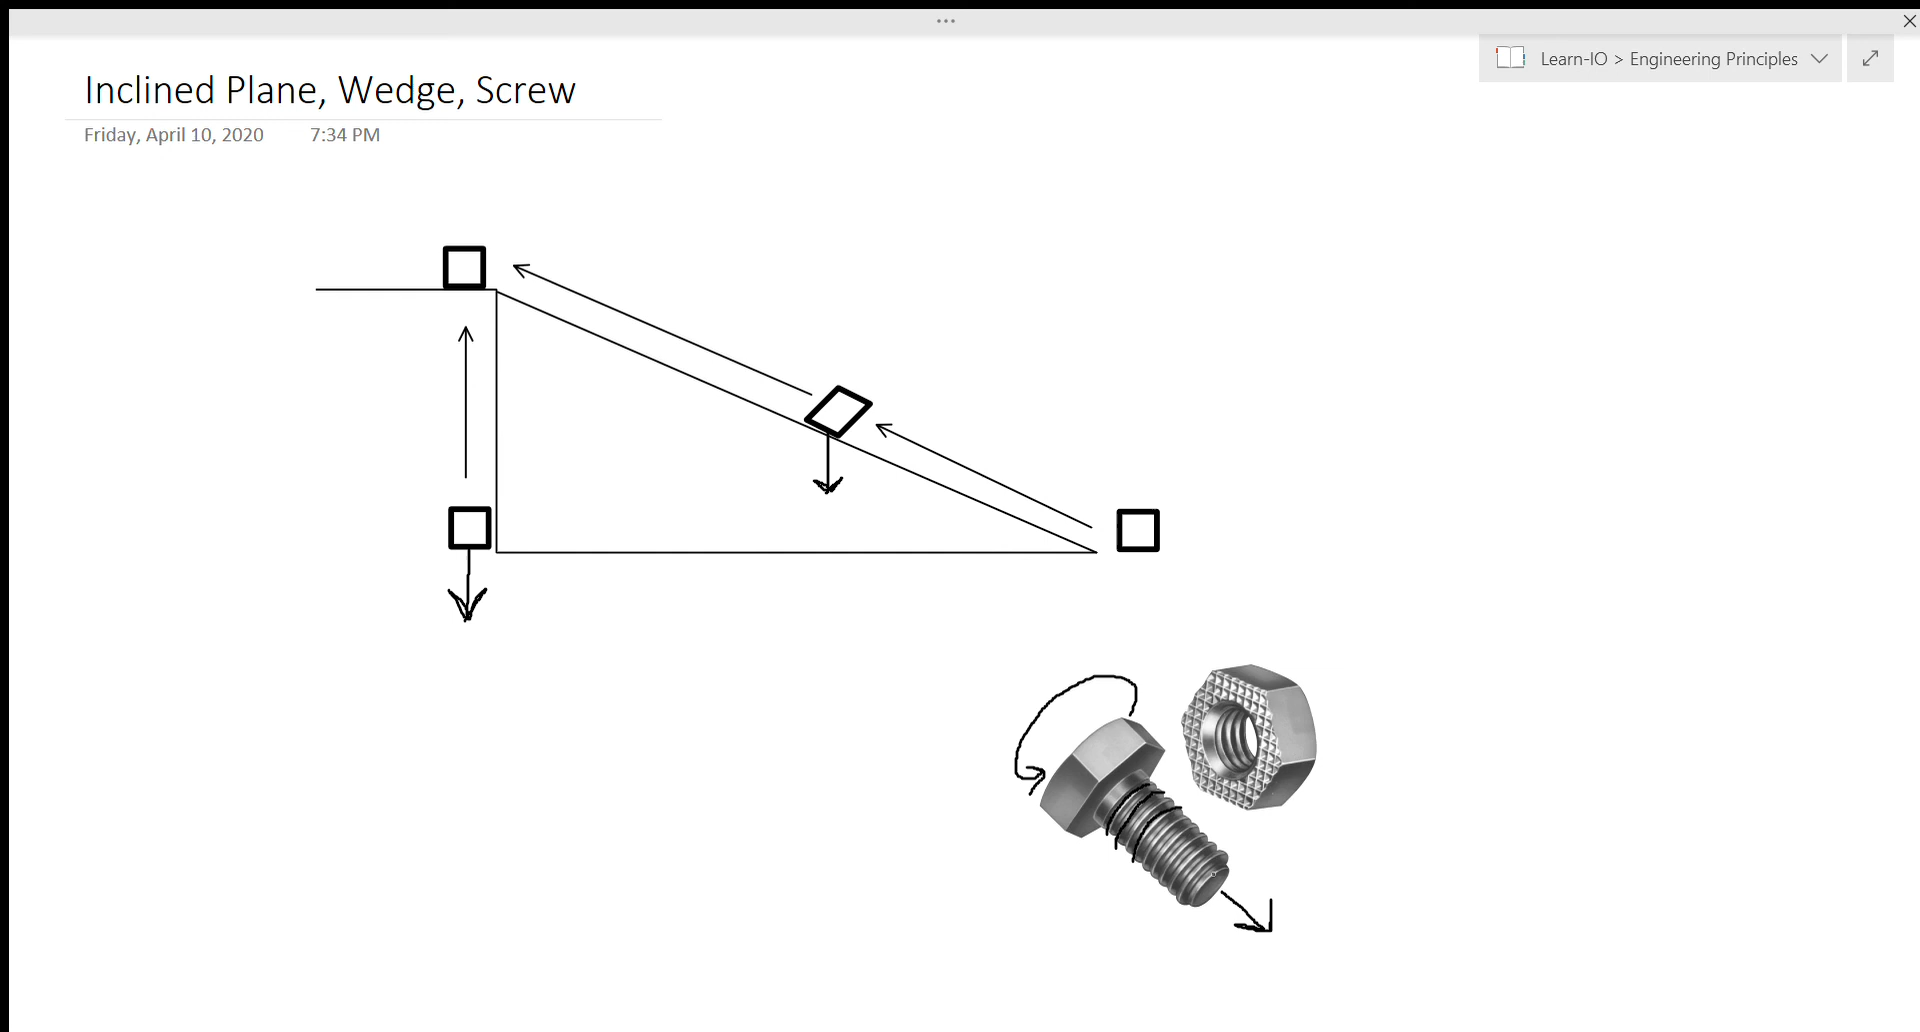 Learn-IO > Engineering Principles
Inclined Plane, Wedge, Screw
Friday, April 10, 2020 7:34 PM